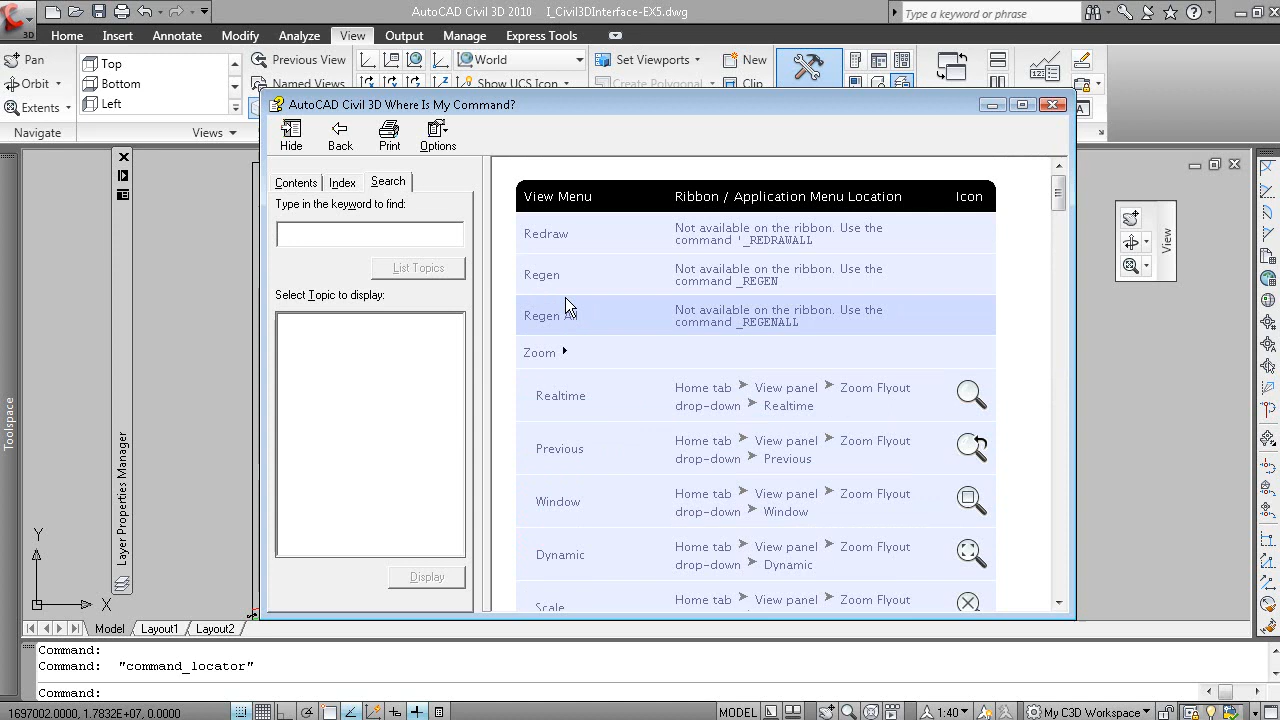 AutoCAD Civil 3D 2010 I_Civil3DInterface-EX5.dwg
Type a keyword or phrase
3D
Home Insert Annotate Modify Analyze View Output Manage Express Tools
Pan
Top
Previous View
World
Set Viewports
New
Orbit
Bottom
Named Views
Show UCS Icon
Create Polygonal
Clip
Extents
Left
Navigate
Views
AutoCAD Civil 3D Where Is My Command?
Hide Back Print Options
Contents Index Search
Type in the keyword to find:
List Topics
Select Topic to display:
Display
View Menu Ribbon / Application Menu Location Icon
Redraw Not available on the ribbon. Use the
command '_REDRAWALL
Regen Not available on the ribbon. Use the
command _REGEN
Regen Not available on the ribbon. Use the
command _REGENALL
Zoom
Realtime Home tab View panel Zoom Flyout
drop-down Realtime
Previous Home tab View panel Zoom Flyout
drop-down Previous
Window Home tab View panel Zoom Flyout
drop-down Window
Dynamic Home tab View panel Zoom Flyout
drop-down Dynamic
Scale Home tab View panel Zoom Flyout
View
Toolspace
Layer Properties Manager
Y
X
Model Layout1 Layout2
Command:
Command: "command_locator"
Command:
1697002.0000, 1.7832E+07, 0.0000
MODEL
1:40
My C3D Workspace